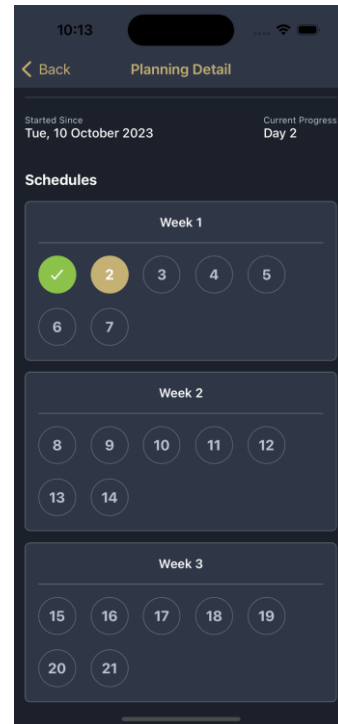 10:13
Back Planning Detail
Started Since Current Progress
Tue, 10 October 2023 Day 2
Schedules
Week 1
2 3 4 5
6 7
Week 2
8 9 10 11 12
13 14
Week 3
15 16 17 18 19
20 21